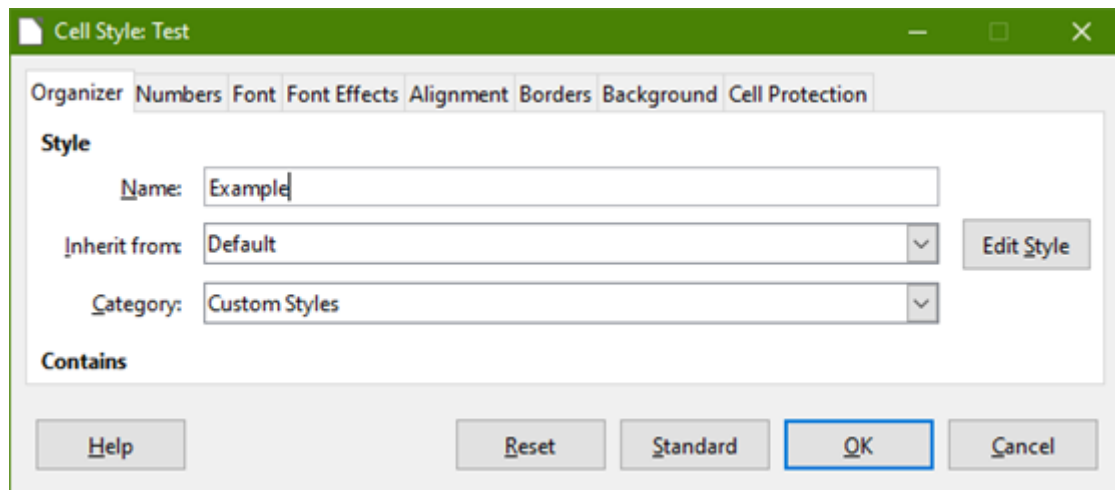 Cell Style: Test
Organizer Numbers Font Font Effects Alignment Borders Background Cell Protection
Style
Name: Example
Inherit from: Default Edit Style
Category: Custom Styles
Contains
Help Reset Standard OK Cancel